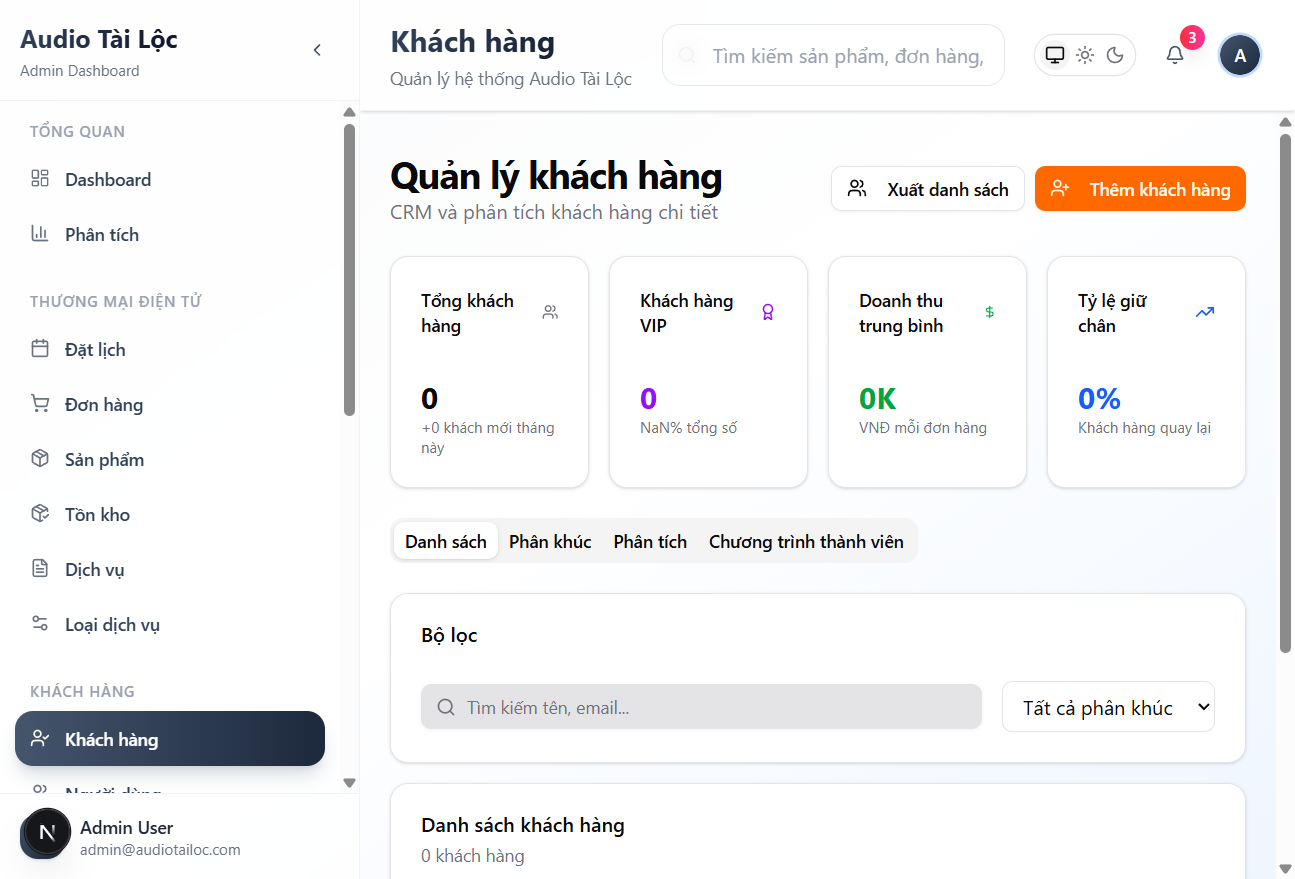 Audio Tài Lộc
Admin Dashboard
TỔNG QUAN
Dashboard
Phân tích
THƯƠNG MẠI ĐIỆN TỬ
Đặt lịch
Đơn hàng
Sản phẩm
Tồn kho
Dịch vụ
Loại dịch vụ
KHÁCH HÀNG
Khách hàng
Người dùng
N
Admin User
admin@audiotailoc.com
Khách hàng
Quản lý hệ thống Audio Tài Lộc
Tìm kiếm sản phẩm, đơn hàng,
3
A
Quản lý khách hàng
CRM và phân tích khách hàng chi tiết
Xuất danh sách
Thêm khách hàng
Tổng khách
hàng
0
+0 khách mới tháng
này
Khách hàng
VIP
0
NaN% tổng số
Doanh thu
trung bình
$
0K
VNĐ mỗi đơn hàng
Tỷ lệ giữ
chân
0%
Khách hàng quay lại
Danh sách
Phân khúc
Phân tích
Chương trình thành viên
Bộ lọc
Tìm kiếm tên, email...
Tất cả phân khúc
Danh sách khách hàng
0 khách hàng